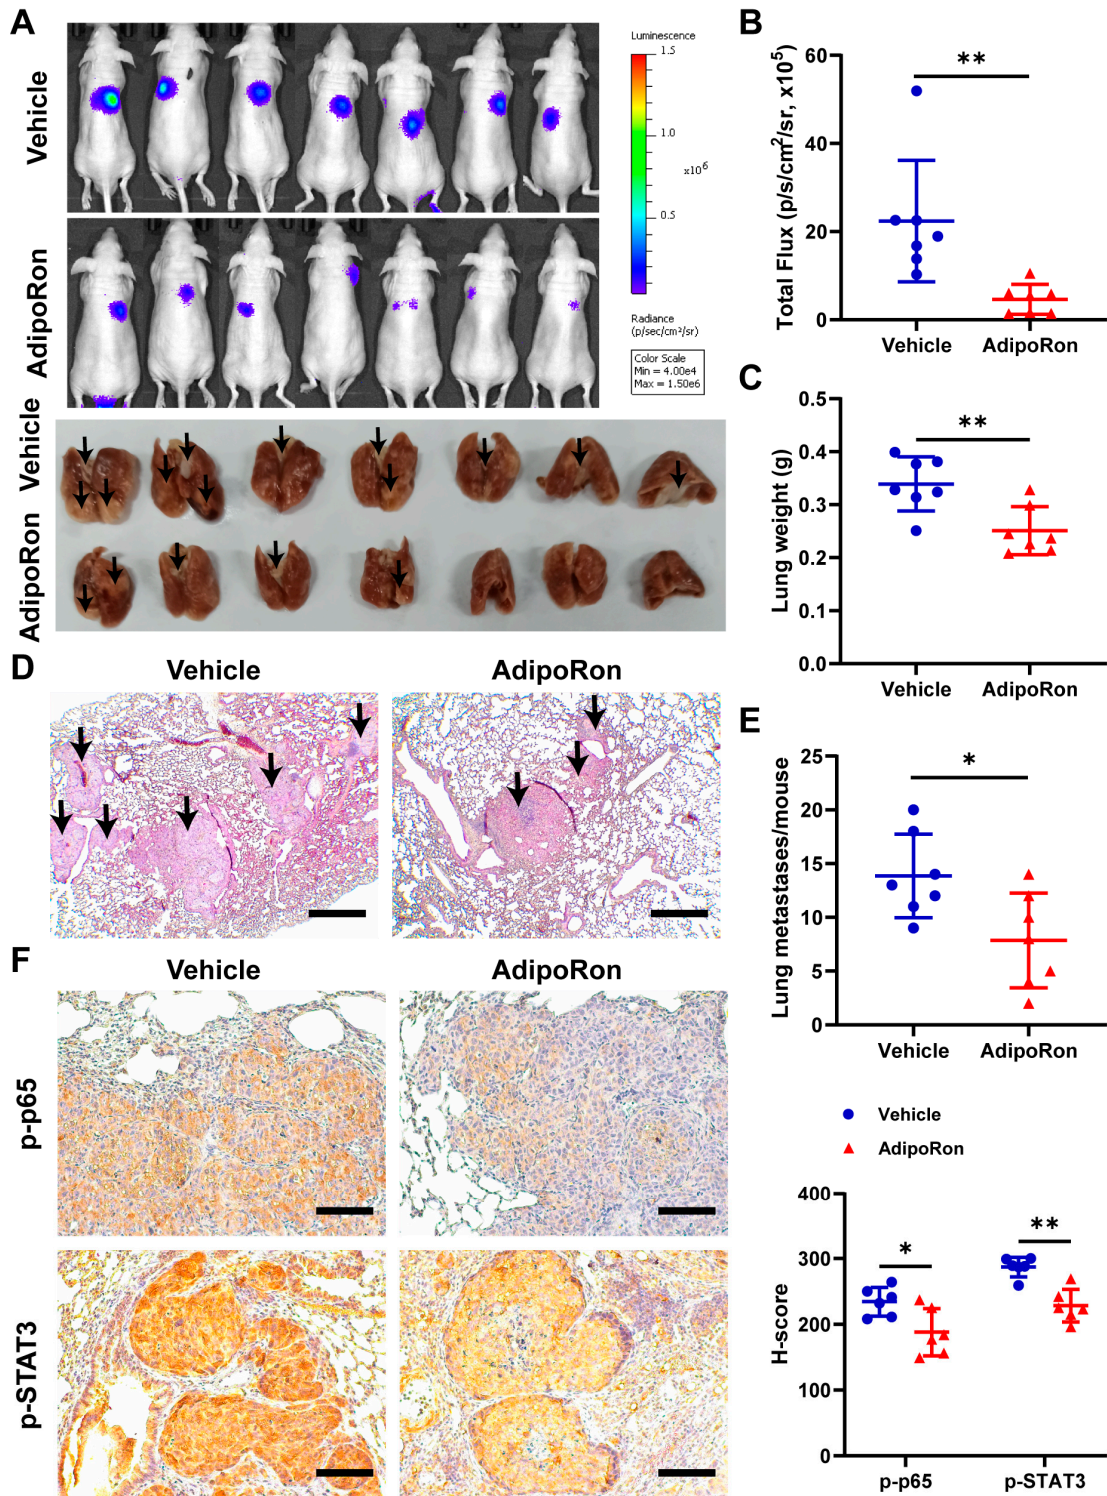 A
Vehicle
AdipoRon
Luminescence
1.5
1.0
x10⁶
0.5
Radiance
(p/sec/cm²/sr)
Color Scale
Min = 4.00e4
Max = 1.50e6
Vehicle
AdipoRon
B
Total Flux (p/s/cm²/sr, x10⁵)
60
40
20
0
**
Vehicle
AdipoRon
C
Lung weight (g)
0.5
0.4
0.3
0.2
0.1
0.0
**
Vehicle
AdipoRon
D
Vehicle
AdipoRon
E
Lung metastases/mouse
25
20
15
10
5
0
*
Vehicle
AdipoRon
F
Vehicle
AdipoRon
p-p65
p-STAT3
Vehicle
AdipoRon
H-score
400
300
200
100
0
*
**
p-p65
p-STAT3